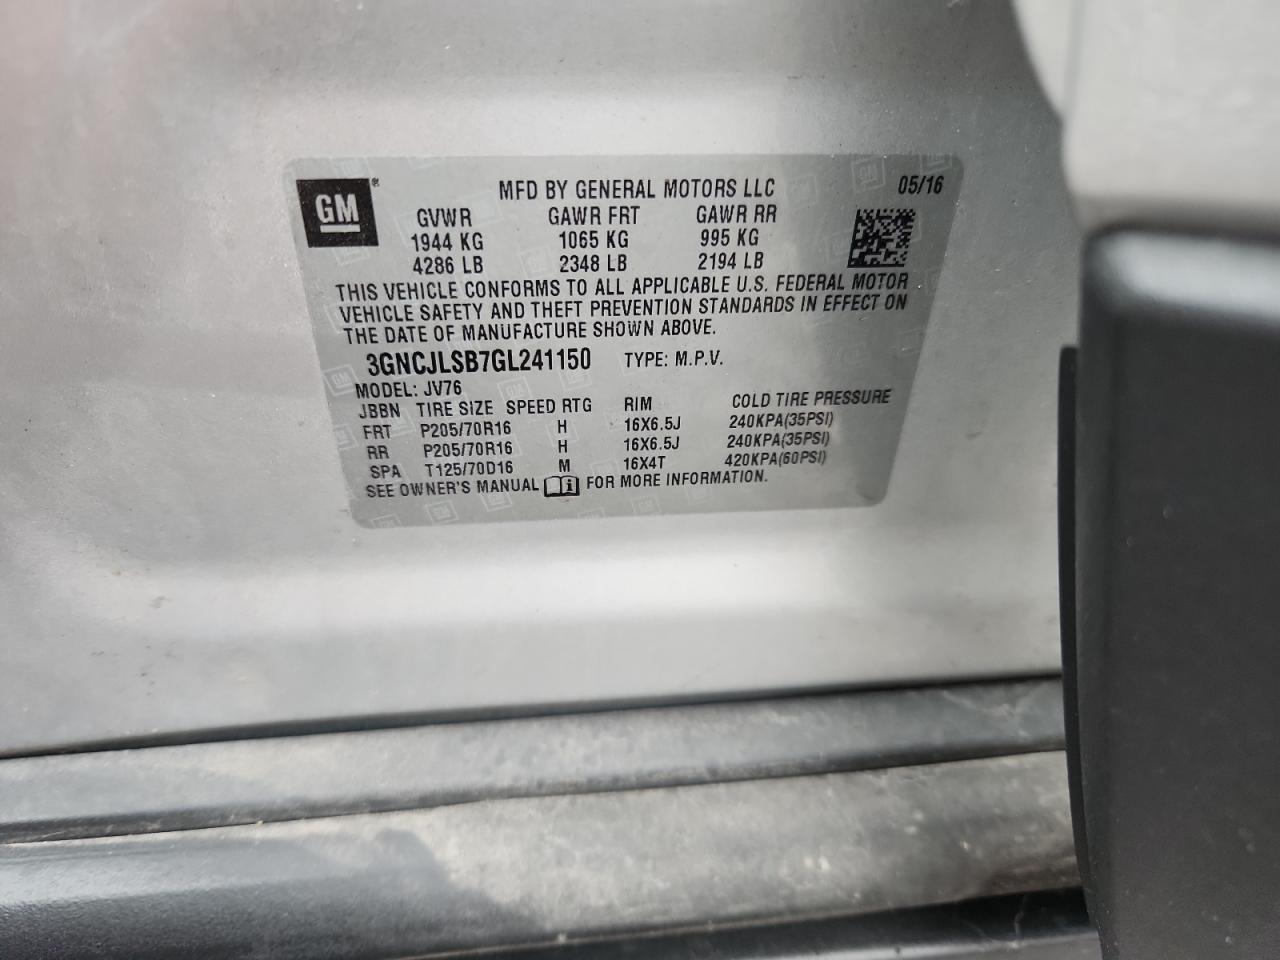 GM®
MFD BY GENERAL MOTORS LLC 05/16
GVWR GAWR FRT GAWR RR
1944 KG 1065 KG 995 KG
4286 LB 2348 LB 2194 LB
THIS VEHICLE CONFORMS TO ALL APPLICABLE U.S. FEDERAL MOTOR
VEHICLE SAFETY AND THEFT PREVENTION STANDARDS IN EFFECT ON
THE DATE OF MANUFACTURE SHOWN ABOVE.
3GNCJLSB7GL241150 TYPE: M.P.V.
MODEL: JV76
JBBN TIRE SIZE SPEED RTG RIM COLD TIRE PRESSURE
FRT P205/70R16 H 16X6.5J 240KPA(35PSI)
RR P205/70R16 H 16X6.5J 240KPA(35PSI)
SPA T125/70D16 M 16X4T 420KPA(60PSI)
SEE OWNER'S MANUAL FOR MORE INFORMATION.